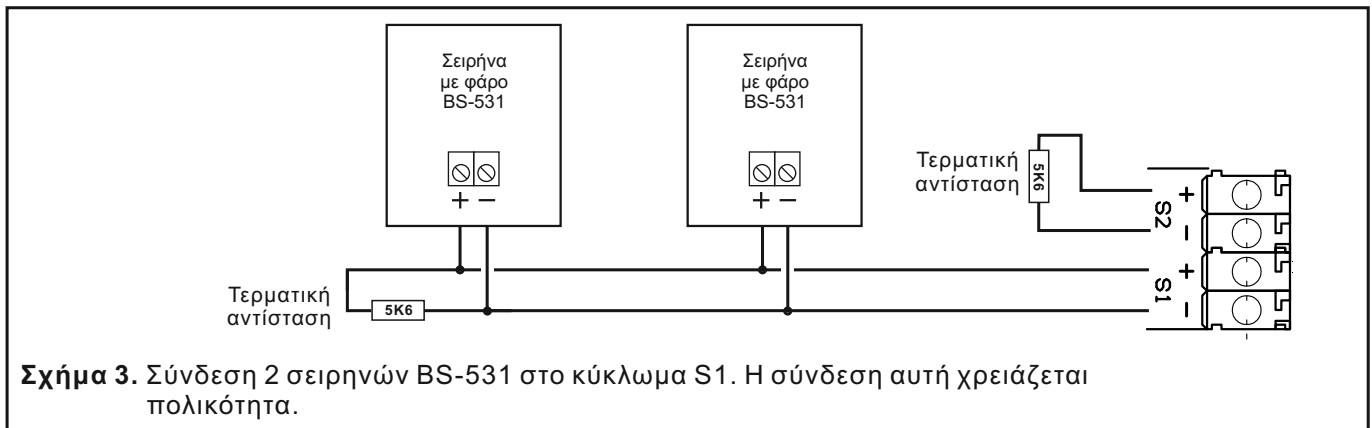 Σειρήνα
με φάρο
BS-531
+ −
Σειρήνα
με φάρο
BS-531
+ −
Τερματική
αντίσταση
5K6
+
S2
−
+
S1
−
Τερματική
αντίσταση
5K6
Σχήμα 3. Σύνδεση 2 σειρηνών BS-531 στο κύκλωμα S1. Η σύνδεση αυτή χρειάζεται
πολικότητα.